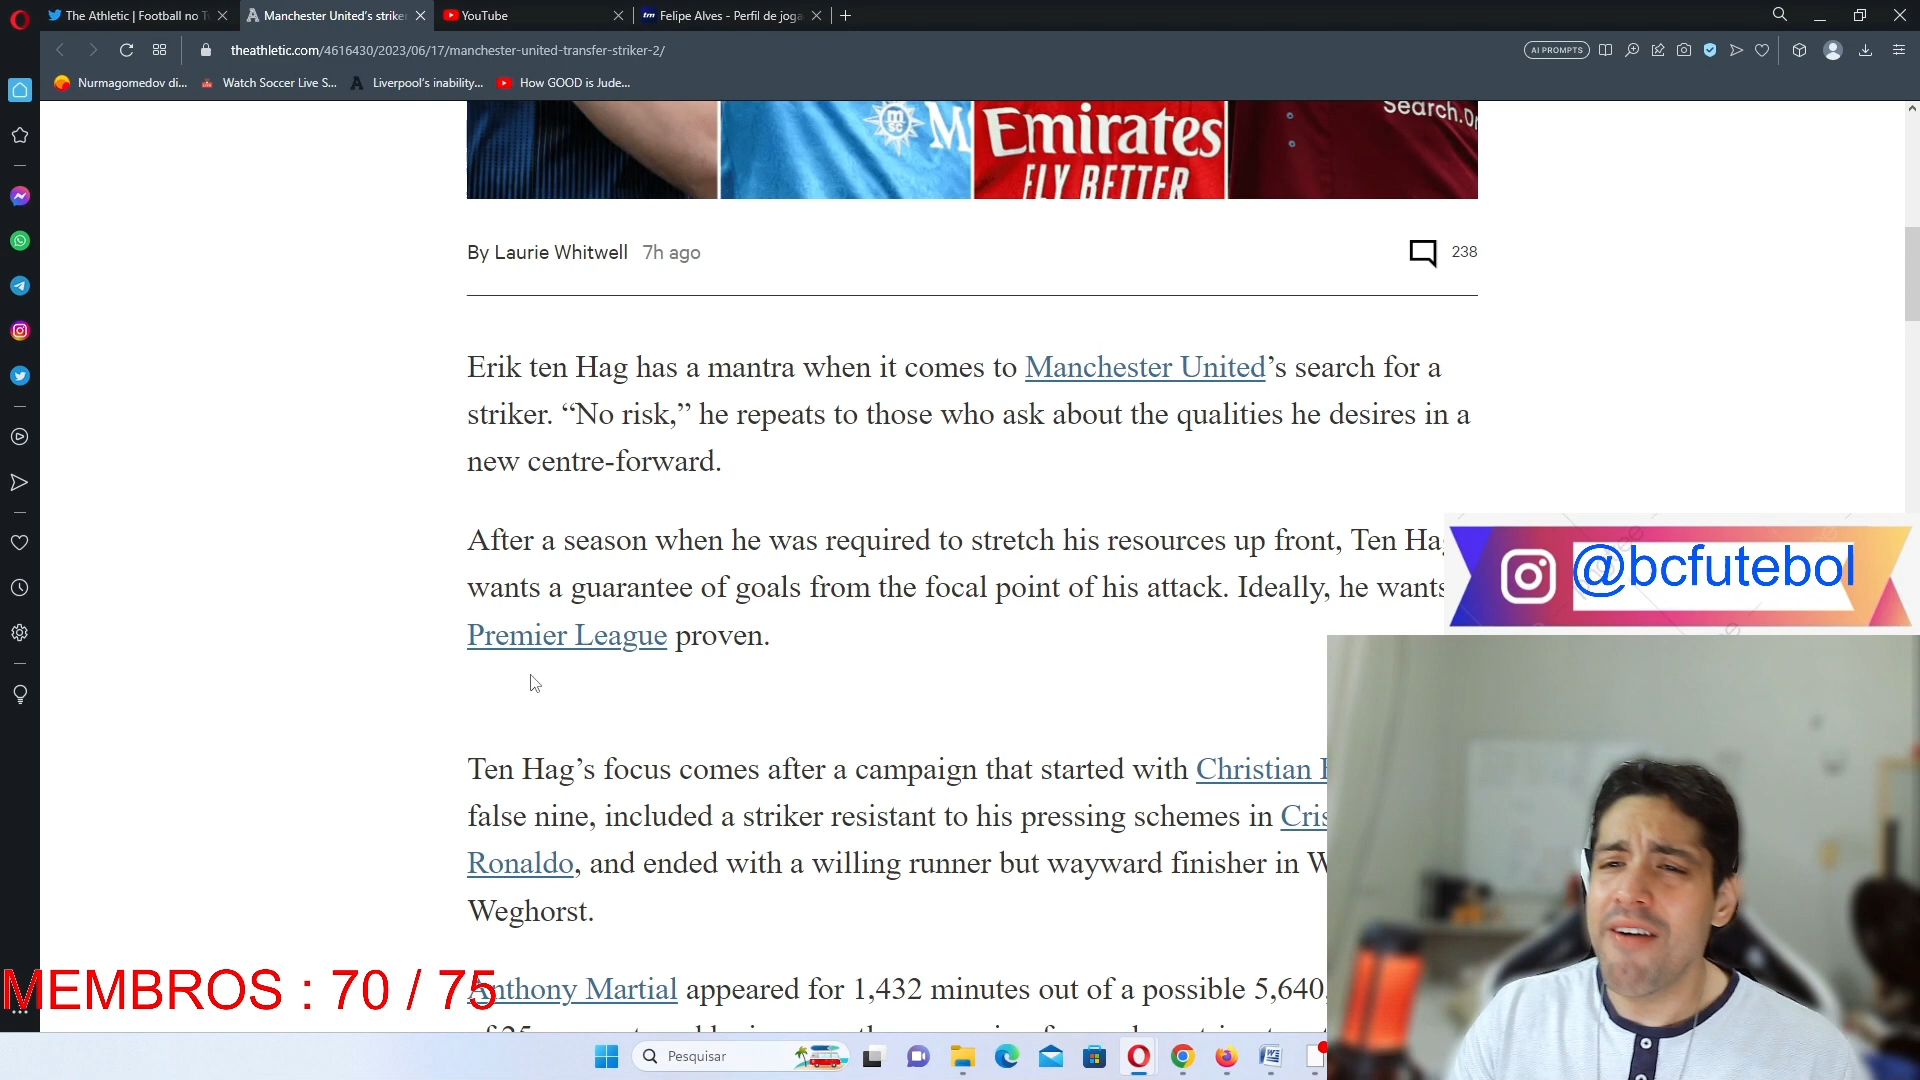 The Athletic | Football no T
Manchester United's strike
YouTube
Felipe Alves - Perfil de joga
theathletic.com/4616430/2023/06/17/manchester-united-transfer-striker-2/
AI PROMPTS
Nurmagomedov di...
Watch Soccer Live S...
Liverpool's inability...
How GOOD is Jude...
msc
M
Emirates
FLY BETTER
Search.Or
By Laurie Whitwell 7h ago
238
Erik ten Hag has a mantra when it comes to Manchester United’s search for a
striker. “No risk,” he repeats to those who ask about the qualities he desires in a
new centre-forward.
After a season when he was required to stretch his resources up front, Ten Ha
wants a guarantee of goals from the focal point of his attack. Ideally, he wants
Premier League proven.
@bcfutebol
Ten Hag’s focus comes after a campaign that started with Christian
false nine, included a striker resistant to his pressing schemes in Cris
Ronaldo, and ended with a willing runner but wayward finisher in W
Weghorst.
Anthony Martial appeared for 1,432 minutes out of a possible 5,640,
MEMBROS : 70 / 75
Pesquisar